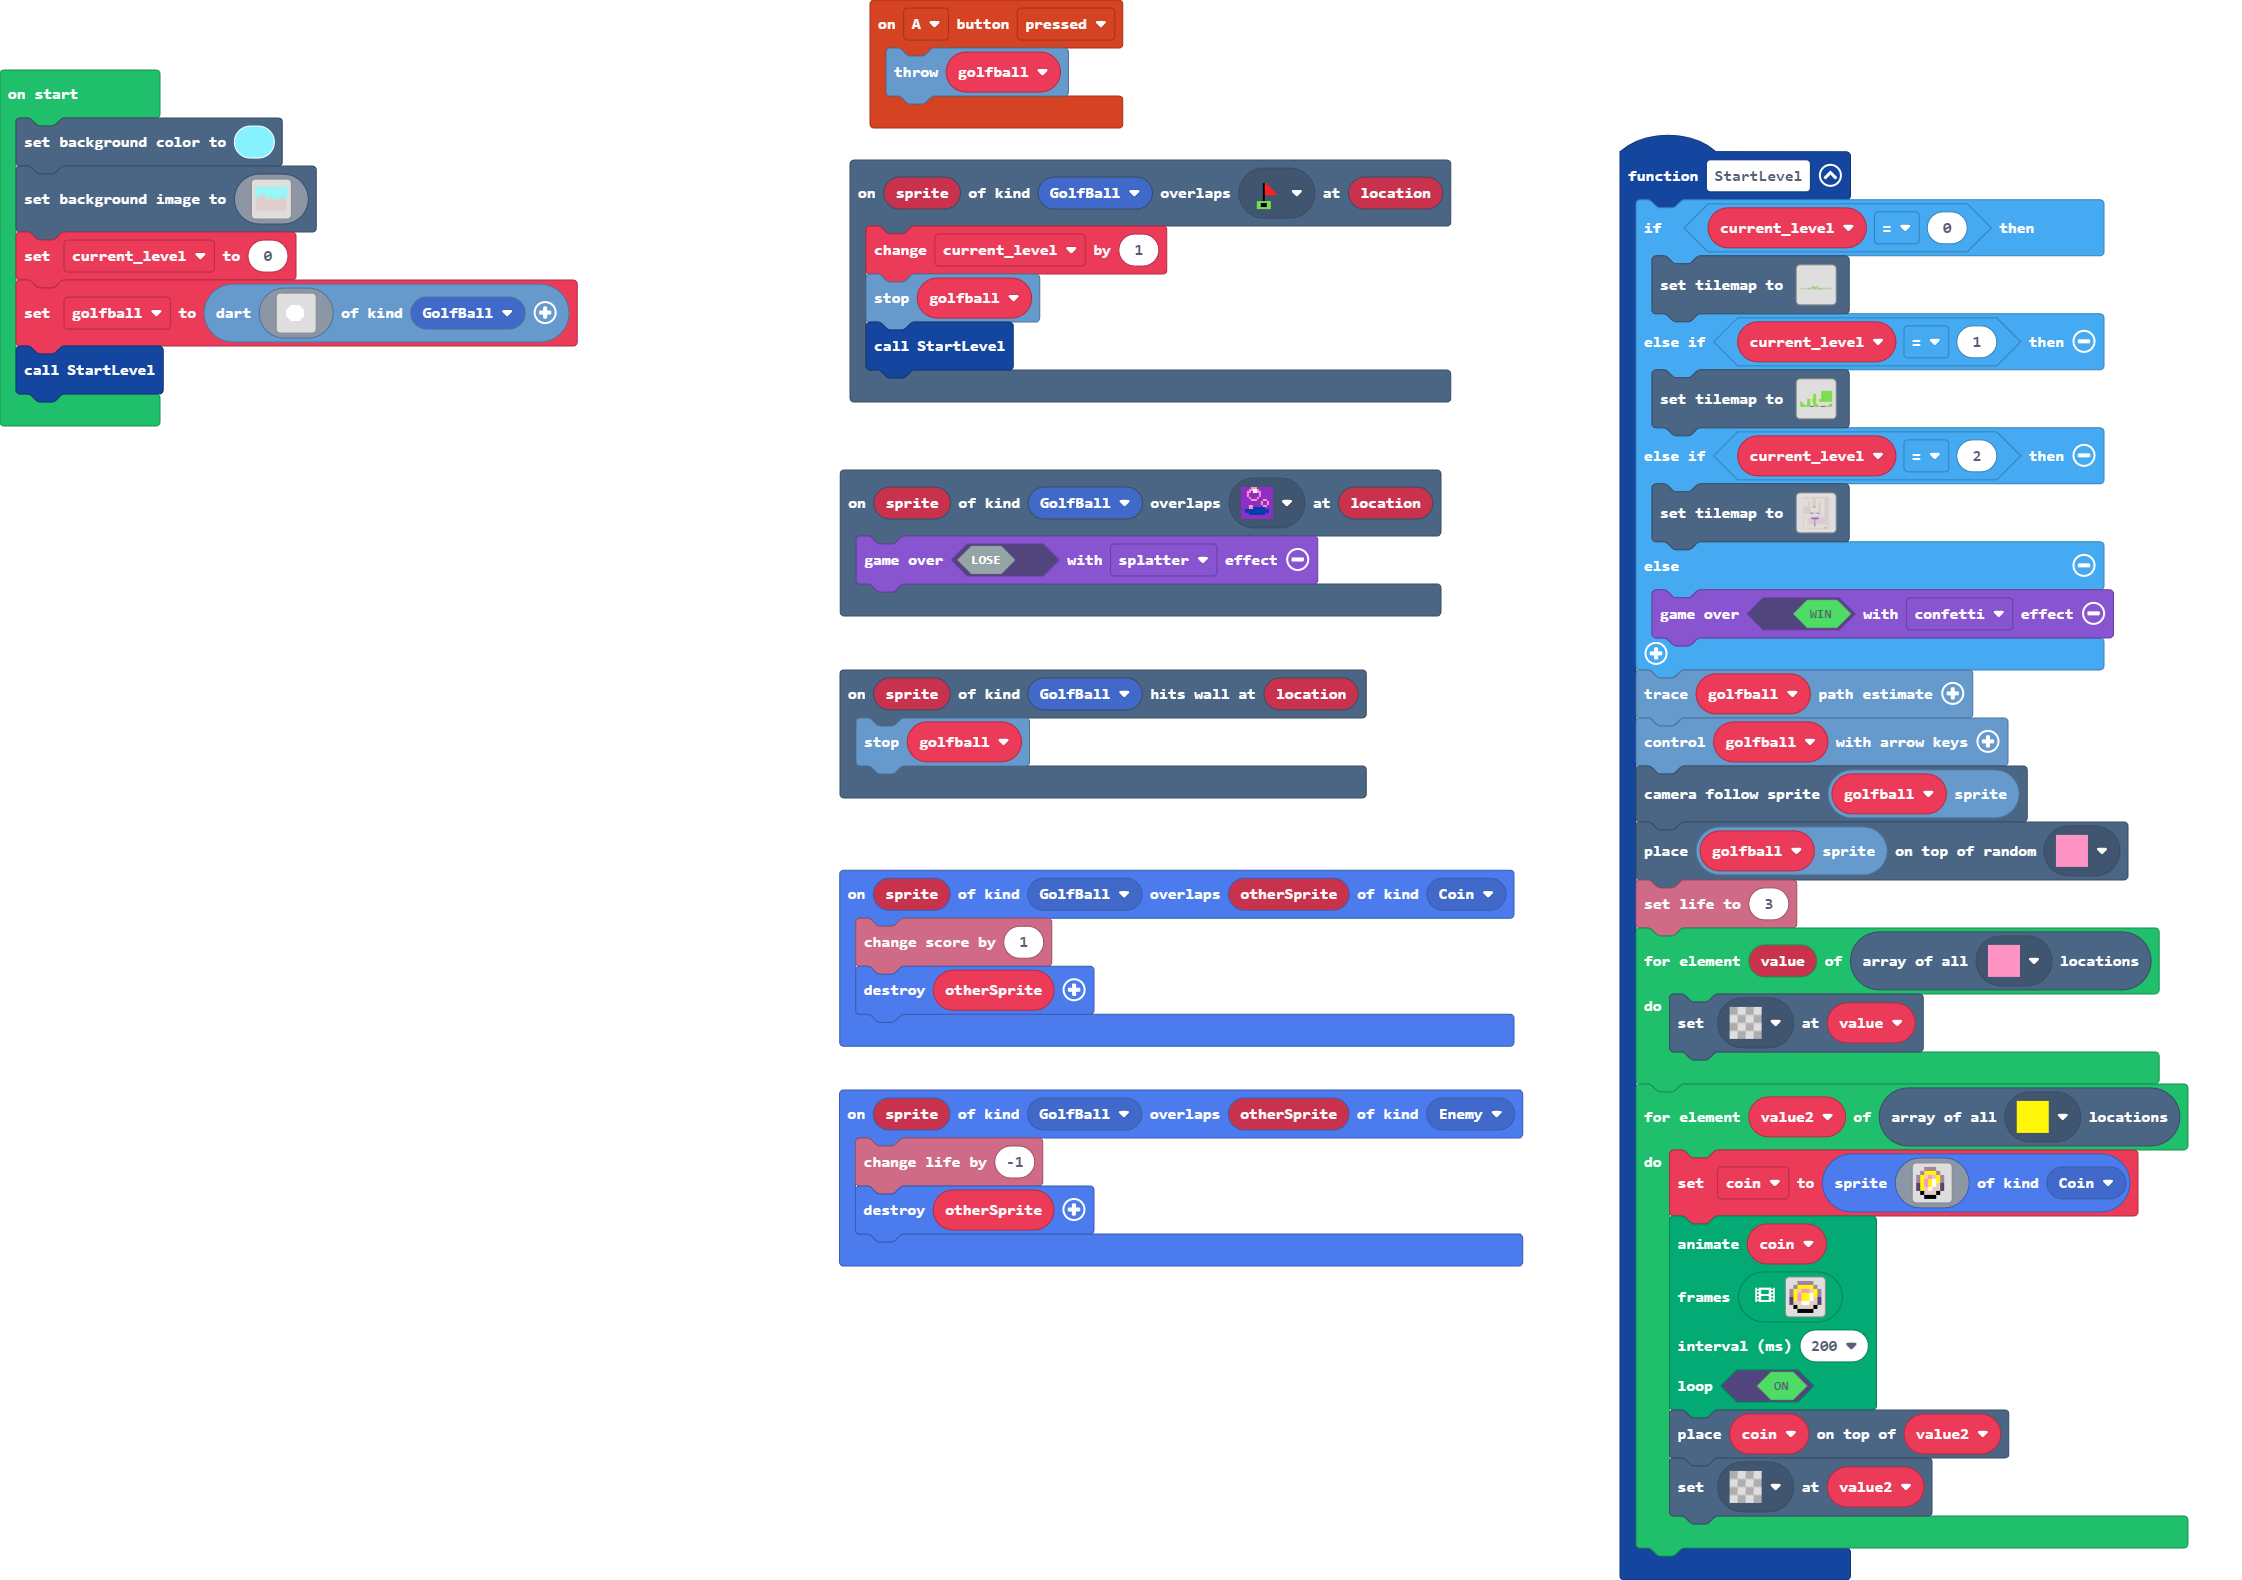 on start
set background color to
set background image to
set current_level to 0
set golfball to dart of kind GolfBall
call StartLevel
on A button pressed
throw golfball
on sprite of kind GolfBall overlaps at location
change current_level by 1
stop golfball
call StartLevel
on sprite of kind GolfBall overlaps at location
game over LOSE with splatter effect
on sprite of kind GolfBall hits wall at location
stop golfball
on sprite of kind GolfBall overlaps otherSprite of kind Coin
change score by 1
destroy otherSprite
on sprite of kind GolfBall overlaps otherSprite of kind Enemy
change life by -1
destroy otherSprite
function StartLevel
if current_level = 0 then
set tilemap to
else if current_level = 1 then
set tilemap to
else if current_level = 2 then
set tilemap to
else
game over WIN with confetti effect
trace golfball path estimate
control golfball with arrow keys
camera follow sprite golfball sprite
place golfball sprite on top of random
set life to 3
for element value of array of all locations
do
set at value
for element value2 of array of all locations
do
set coin to sprite of kind Coin
animate coin
frames
interval (ms) 200
loop ON
place coin on top of value2
set at value2